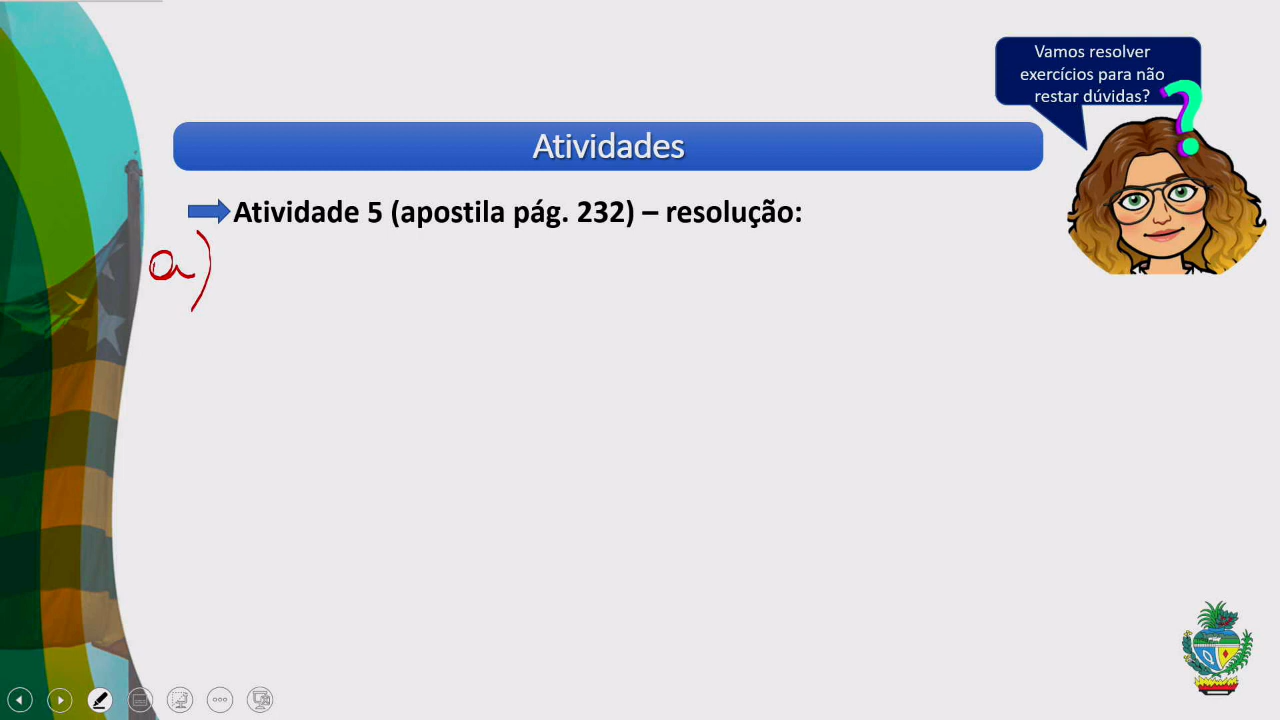 Vamos resolver
exercícios para não
restar dúvidas?
Atividades
Atividade 5 (apostila pág. 232) – resolução:
a)